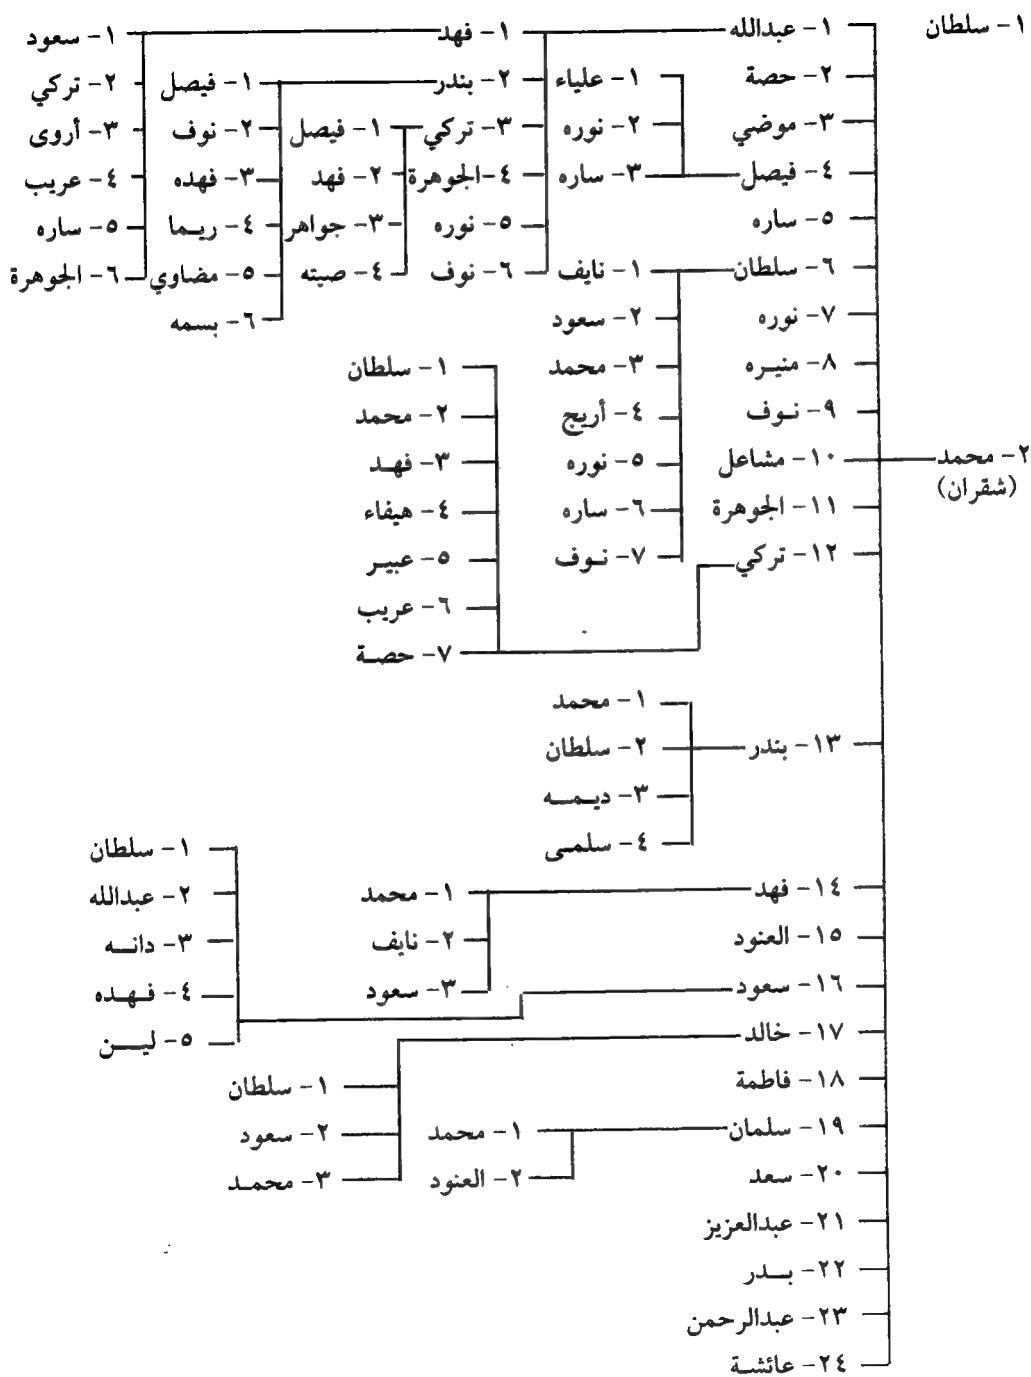 ١- سلطان ١- عبدالله ١- فهد ١- سعود
٢- حصة ١- علياء ٢- بندر ١- فيصل ٢- تركي
٣- موضي ٢- نوره ٣- تركي ١- فيصل ٢- نوف ٣- أروى
٤- فيصل ٣- ساره ٤- الجوهرة ٢- فهد ٣- فهده ٤- عريب
٥- ساره ٥- نوره ٣- جواهر ٤- ريما ٥- ساره
٦- سلطان ١- نايف ٦- نوف ٤- صيته ٥- مضاوي ٦- الجوهرة
٧- نوره ٢- سعود ٦- بسمه
٨- منيره ٣- محمد ١- سلطان
٩- نوف ٤- أريج ٢- محمد
٢- محمد ١٠- مشاعل ٥- نوره ٣- فهد
(شقران) ١١- الجوهرة ٦- ساره ٤- هيفاء
١٢- تركي ٧- نوف ٥- عبير
٦- عريب
٧- حصة
١- محمد
١٣- بندر ٢- سلطان
٣- ديمه
٤- سلمى ١- سلطان
١٤- فهد ١- محمد ٢- عبدالله
١٥- العنود ٢- نايف ٣- دانه
١٦- سعود ٣- سعود ٤- فهده
١٧- خالد ٥- لين
١٨- فاطمة ١- سلطان
١٩- سلمان ١- محمد ٢- سعود
٢٠- سعد ٢- العنود ٣- محمد
٢١- عبدالعزيز
٢٢- بدر
٢٣- عبدالرحمن
٢٤- عائشة